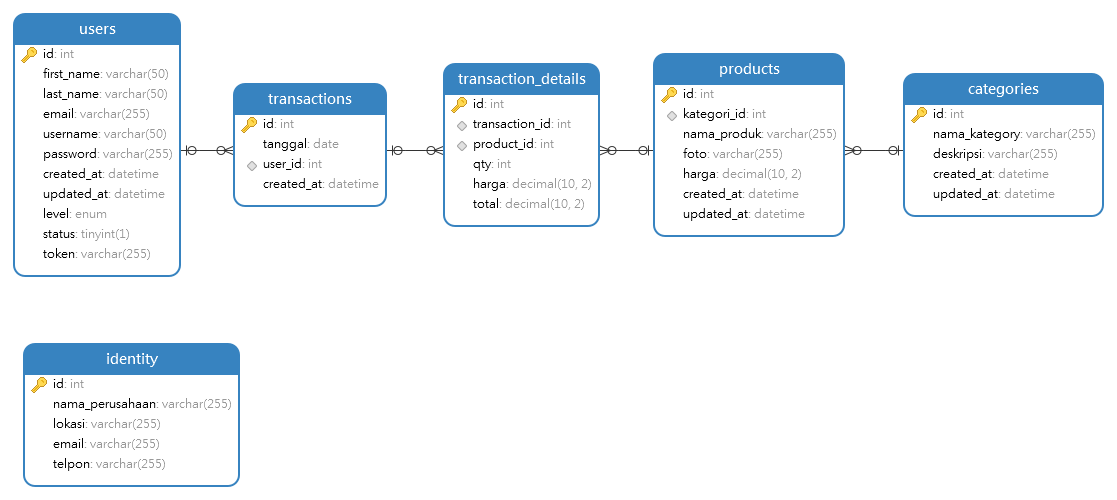 users
id: int
first_name: varchar(50)
last_name: varchar(50)
email: varchar(255)
username: varchar(50)
password: varchar(255)
created_at: datetime
updated_at: datetime
level: enum
status: tinyint(1)
token: varchar(255)
transactions
id: int
tanggal: date
user_id: int
created_at: datetime
transaction_details
id: int
transaction_id: int
product_id: int
qty: int
harga: decimal(10, 2)
total: decimal(10, 2)
products
id: int
kategori_id: int
nama_produk: varchar(255)
foto: varchar(255)
harga: decimal(10, 2)
created_at: datetime
updated_at: datetime
categories
id: int
nama_kategory: varchar(255)
deskripsi: varchar(255)
created_at: datetime
updated_at: datetime
identity
id: int
nama_perusahaan: varchar(255)
lokasi: varchar(255)
email: varchar(255)
telpon: varchar(255)